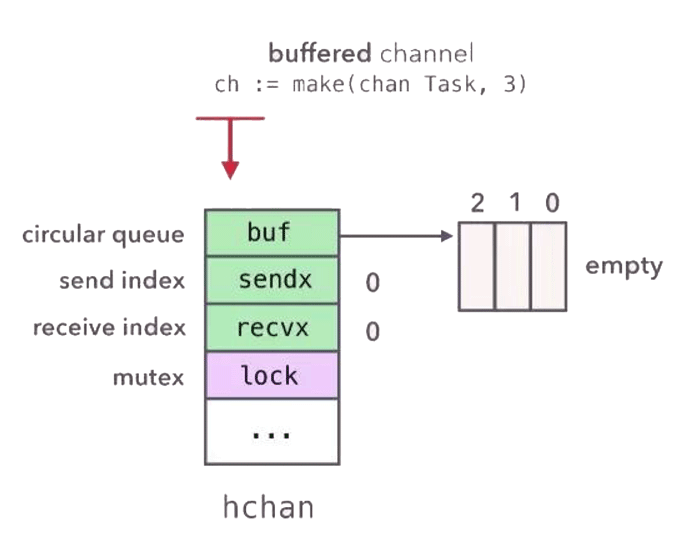 buffered channel
ch := make(chan Task, 3)
2 1 0
circular queue buf
empty
send index sendx 0
receive index recvx 0
mutex lock
...
hchan